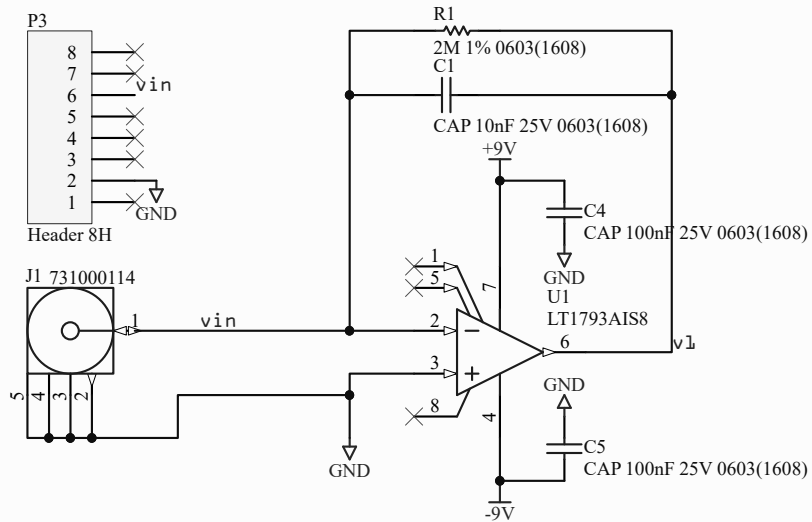 P3
8
7
vin
6
5
4
3
2
1
GND
Header 8H
R1
2M 1% 0603(1608)
C1
CAP 10nF 25V 0603(1608)
+9V
C4
CAP 100nF 25V 0603(1608)
GND
J1 731000114
1
vin
5
4
3
2
1
5
7
U1
LT1793AIS8
2
6
v1
3
8
4
GND
GND
C5
CAP 100nF 25V 0603(1608)
-9V